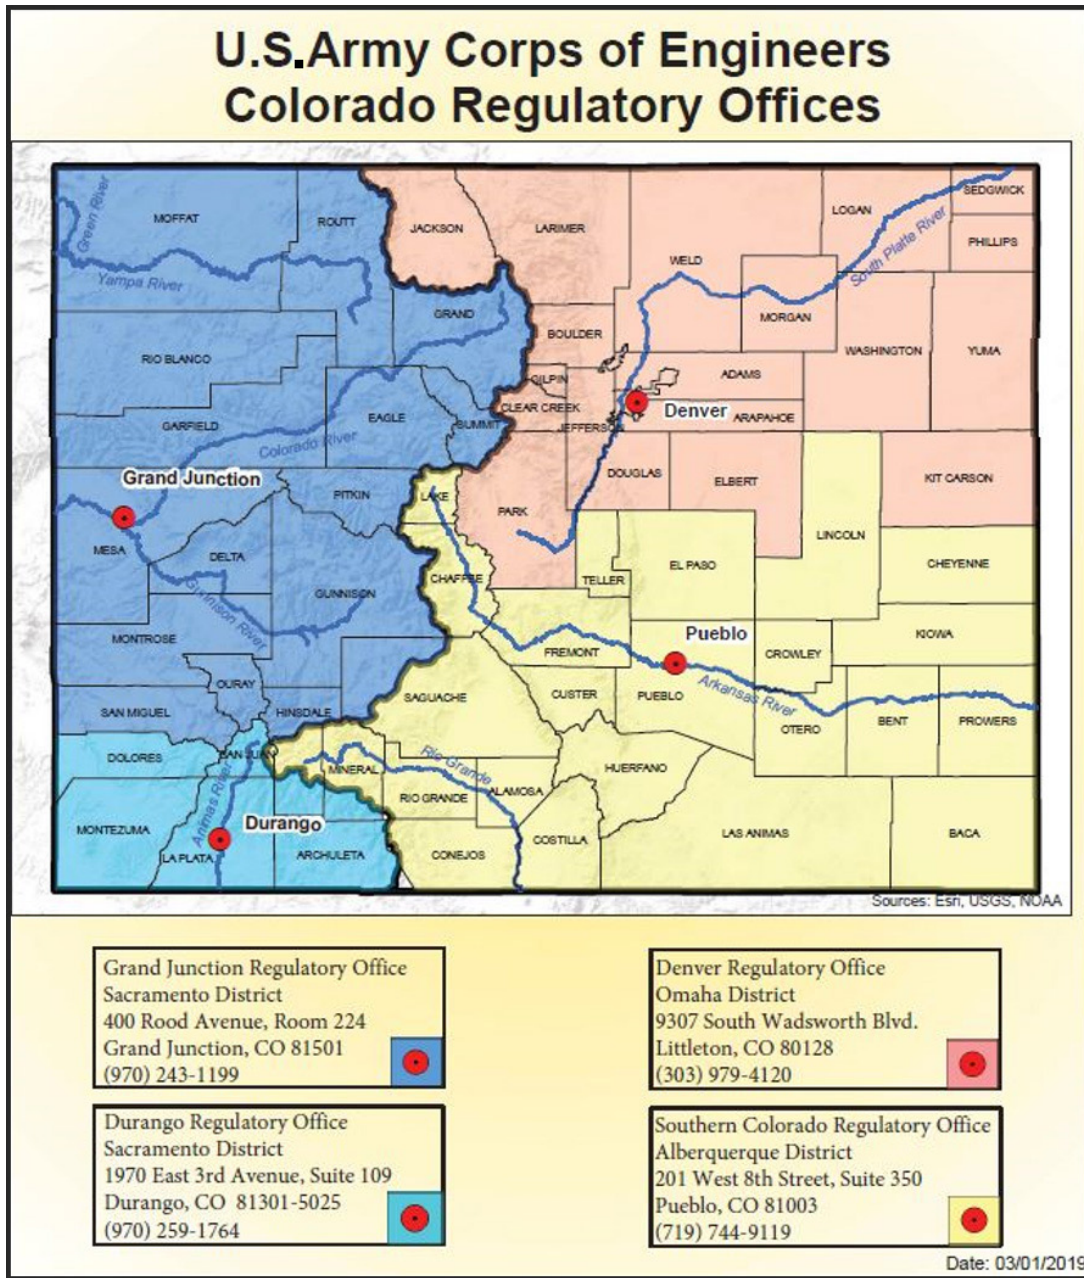 U.S.Army Corps of Engineers
Colorado Regulatory Offices
MOFFAT
ROUTT
JACKSON
LARIMER
LOGAN
SEDGWICK
PHILLIPS
Green River
Yampa River
WELD
South Platte River
GRAND
MORGAN
BOULDER
WASHINGTON
YUMA
RIO BLANCO
GILPIN
ADAMS
CLEAR CREEK
EAGLE
Denver
ARAPAHOE
GARFIELD
SUMMIT
JEFFERSON
Colorado River
Grand Junction
DOUGLAS
ELBERT
KIT CARSON
PITKIN
LAKE
PARK
LINCOLN
MESA
DELTA
CHEYENNE
EL PASO
CHAFFEE
TELLER
GUNNISON
Gunnison River
MONTROSE
Pueblo
KIOWA
FREMONT
CROWLEY
OURAY
SAGUACHE
CUSTER
PUEBLO
Arkansas River
SAN MIGUEL
HINSDALE
BENT
PROWERS
OTERO
DOLORES
SAN JUAN
MINERAL
Rio Grande
HUERFANO
Animas River
RIO GRANDE
ALAMOSA
Durango
MONTEZUMA
LA PLATA
ARCHULETA
CONEJOS
COSTILLA
LAS ANIMAS
BACA
Sources: Esri, USGS, NOAA
Grand Junction Regulatory Office
Sacramento District
400 Rood Avenue, Room 224
Grand Junction, CO 81501
(970) 243-1199
Denver Regulatory Office
Omaha District
9307 South Wadsworth Blvd.
Littleton, CO 80128
(303) 979-4120
Durango Regulatory Office
Sacramento District
1970 East 3rd Avenue, Suite 109
Durango, CO 81301-5025
(970) 259-1764
Southern Colorado Regulatory Office
Alberquerque District
201 West 8th Street, Suite 350
Pueblo, CO 81003
(719) 744-9119
Date: 03/01/2019